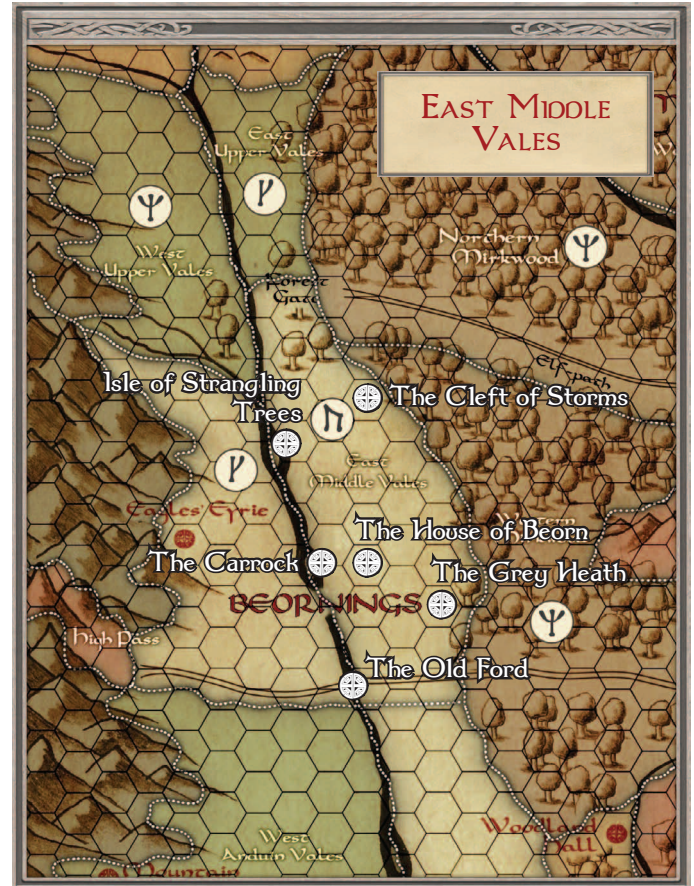 East Middle
Vales
East
Upper Vales
West
Upper Vales
Northern
Mirkwood
Forest
Gate
Elf-path
Isle of Strangling
Trees
The Cleft of Storms
East
Middle Vales
Eagles' Eyrie
The House of Beorn
Western
The Carrock
The Grey Heath
BEORNINGS
High Pass
The Old Ford
West
Anduin Vales
Woodland
Hall
Mountain